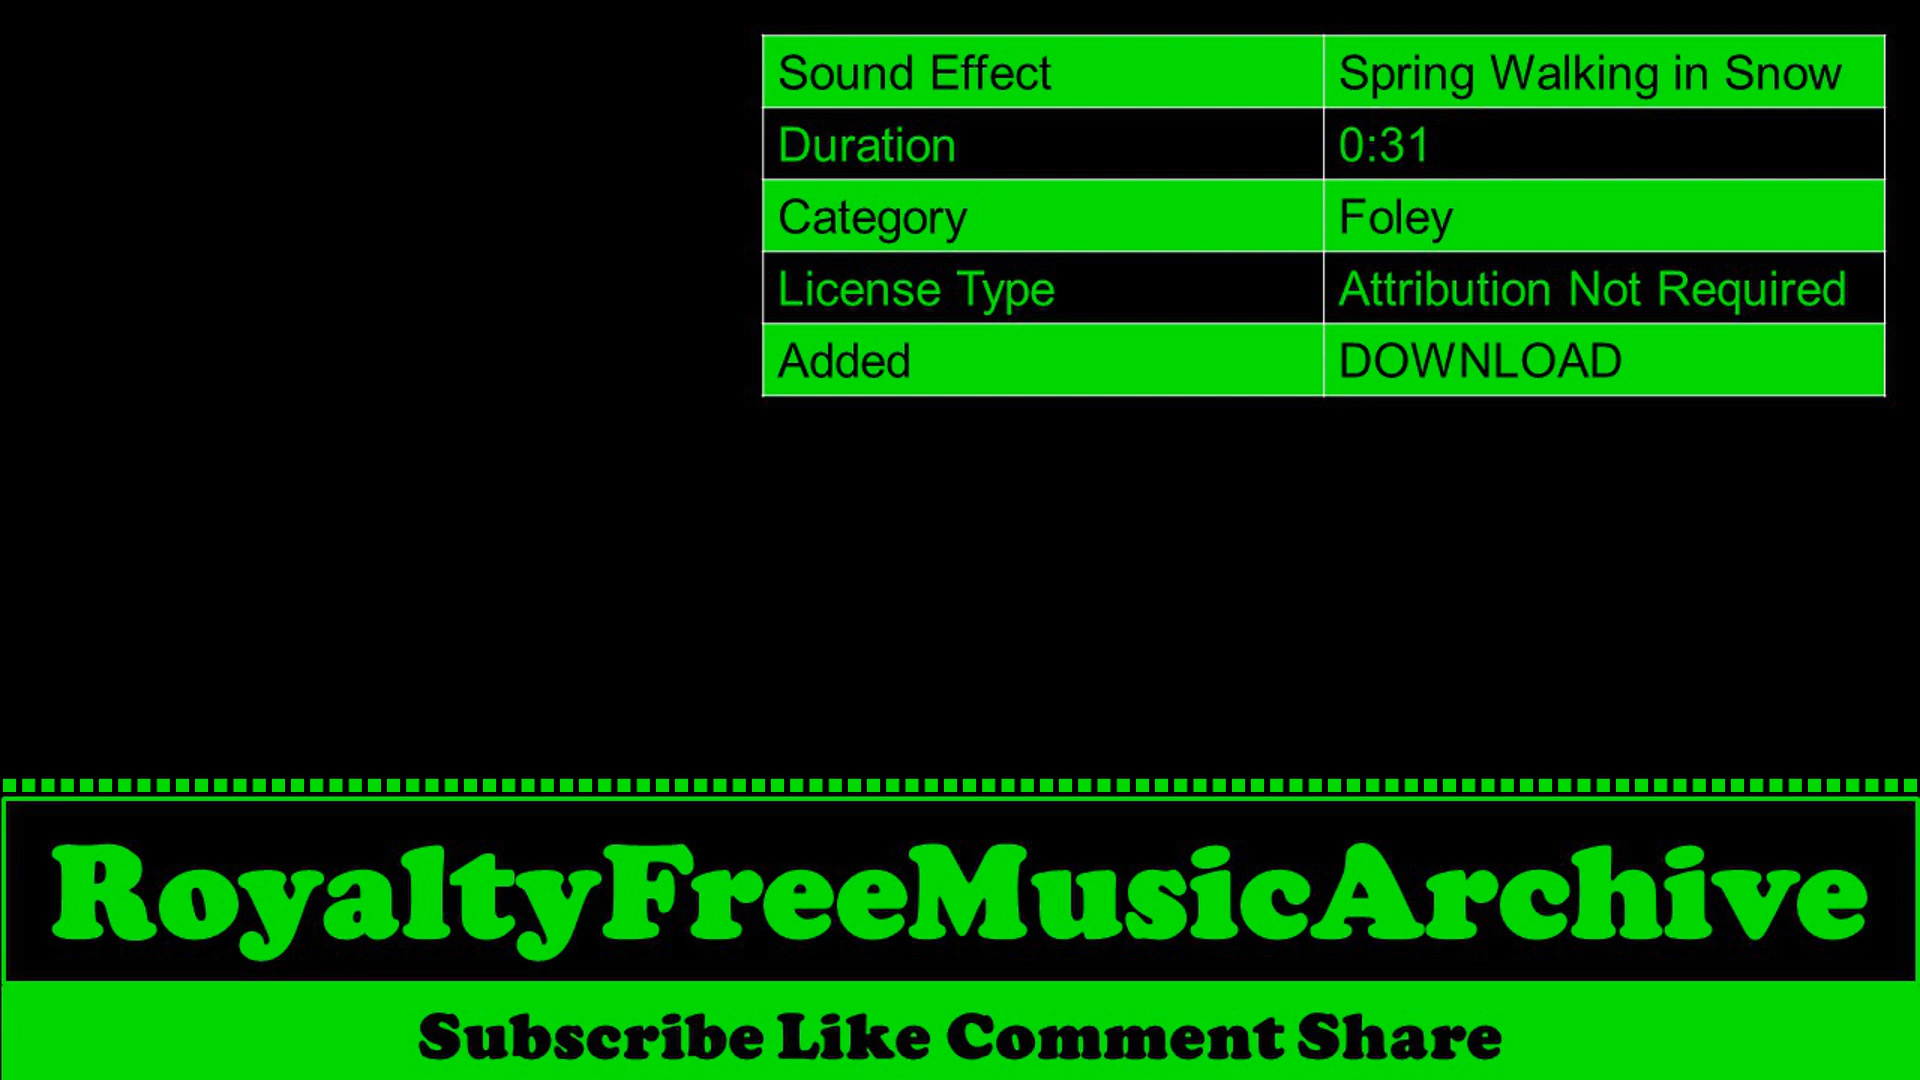 Sound Effect Spring Walking in Snow
Duration 0:31
Category Foley
License Type Attribution Not Required
Added DOWNLOAD
RoyaltyFreeMusicArchive
Subscribe Like Comment Share